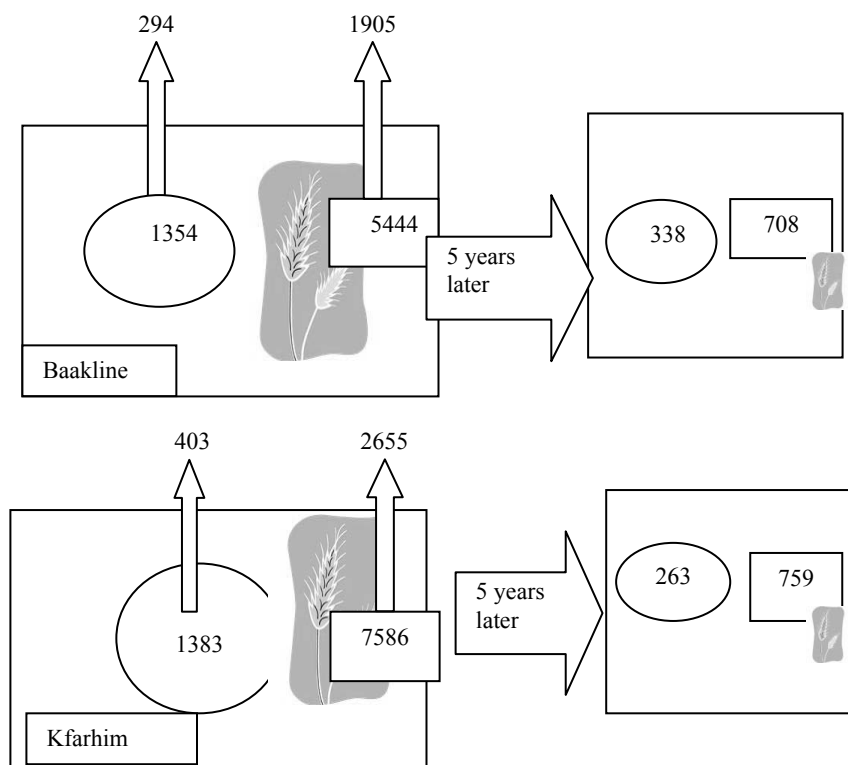 294
1905
1354
5444
5 years
later
338
708
Baakline
403
2655
1383
7586
5 years
later
263
759
Kfarhim